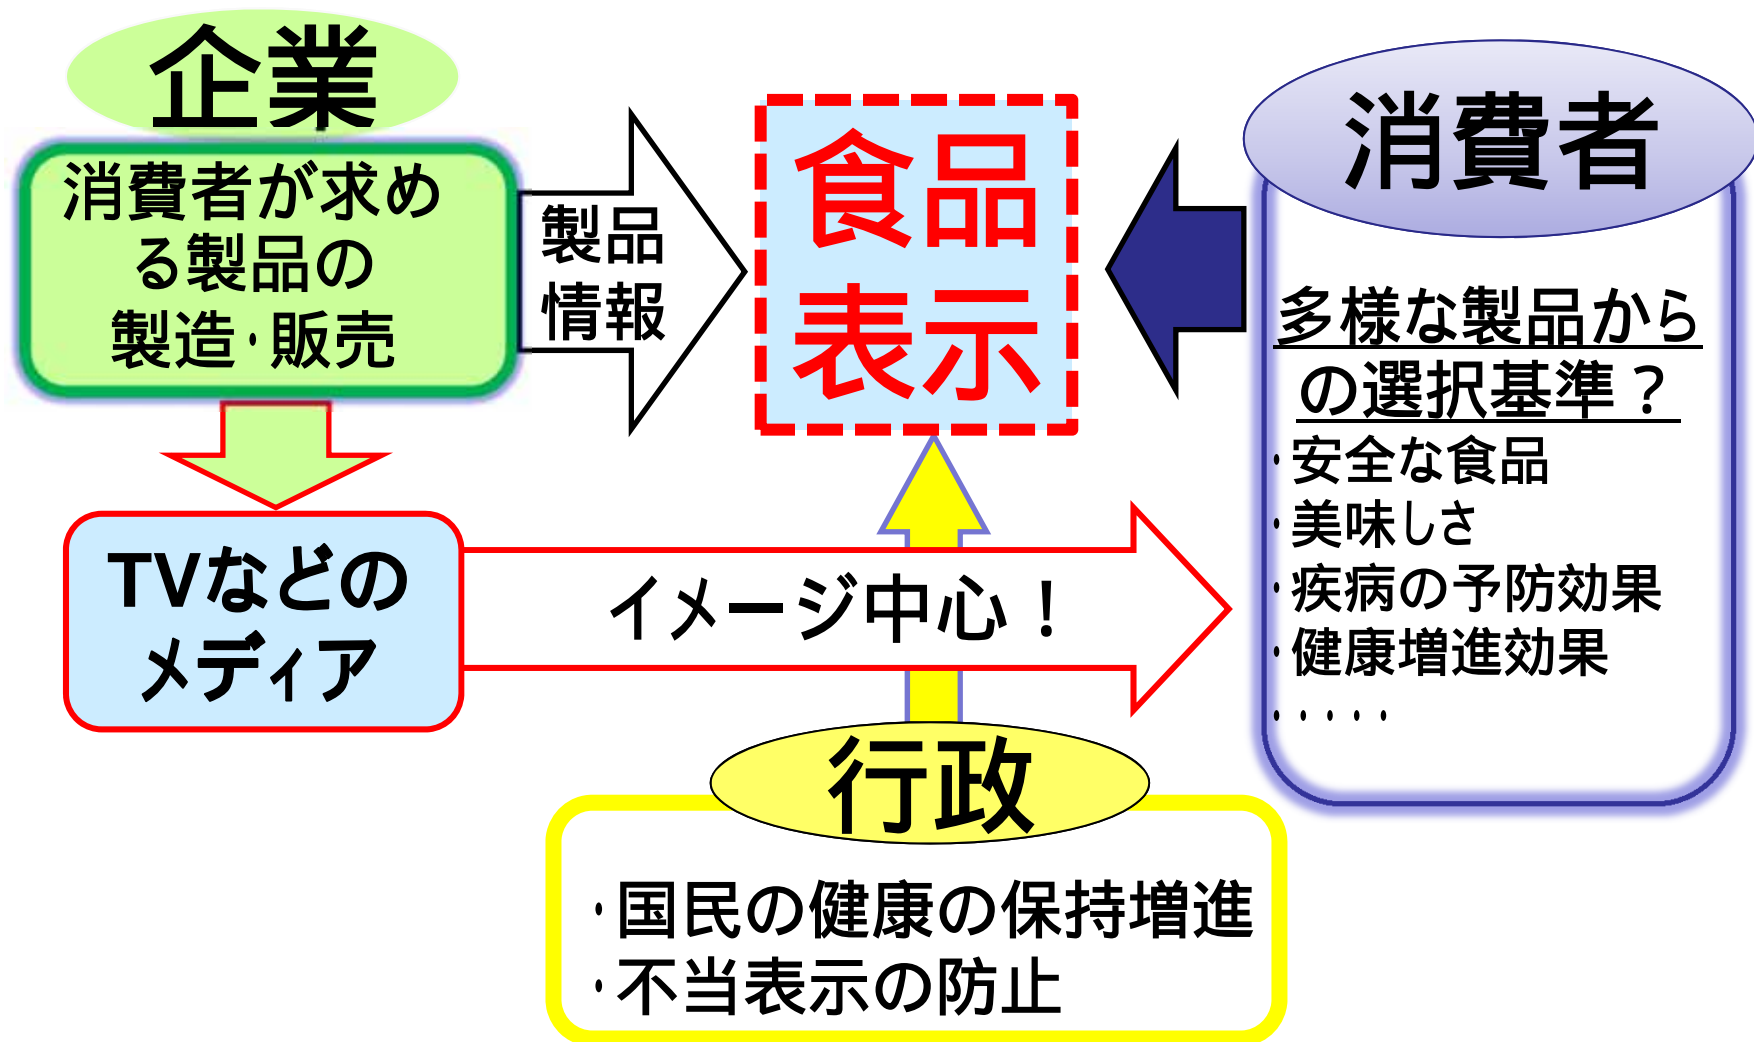 企業
消費者が求め
る製品の
製造・販売
製品
情報
食品
表示
消費者
多様な製品から
の選択基準？
・安全な食品
・美味しさ
・疾病の予防効果
・健康増進効果
・・・・・
TVなどの
メディア
イメージ中心！
行政
・国民の健康の保持増進
・不当表示の防止